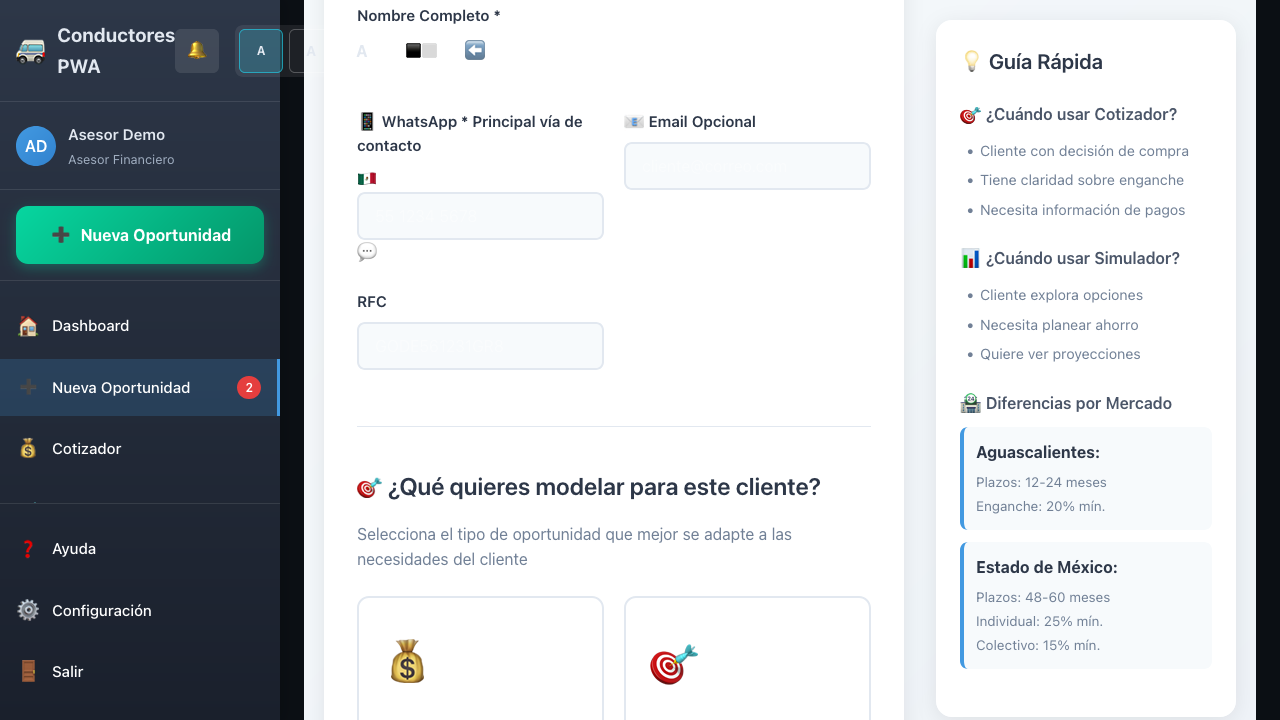 Conductores
PWA
A
A
Asesor Demo
AD
Asesor Financiero
Nueva Oportunidad
Dashboard
Nueva Oportunidad
2
Cotizador
Ayuda
Configuración
Salir
Nombre Completo *
A
WhatsApp * Principal vía de
contacto
Email Opcional
RFC
¿Qué quieres modelar para este cliente?
Selecciona el tipo de oportunidad que mejor se adapte a las
necesidades del cliente
Guía Rápida
¿Cuándo usar Cotizador?
• Cliente con decisión de compra
• Tiene claridad sobre enganche
• Necesita información de pagos
¿Cuándo usar Simulador?
• Cliente explora opciones
• Necesita planear ahorro
• Quiere ver proyecciones
Diferencias por Mercado
Aguascalientes:
Plazos: 12-24 meses
Enganche: 20% mín.
Estado de México:
Plazos: 48-60 meses
Individual: 25% mín.
Colectivo: 15% mín.